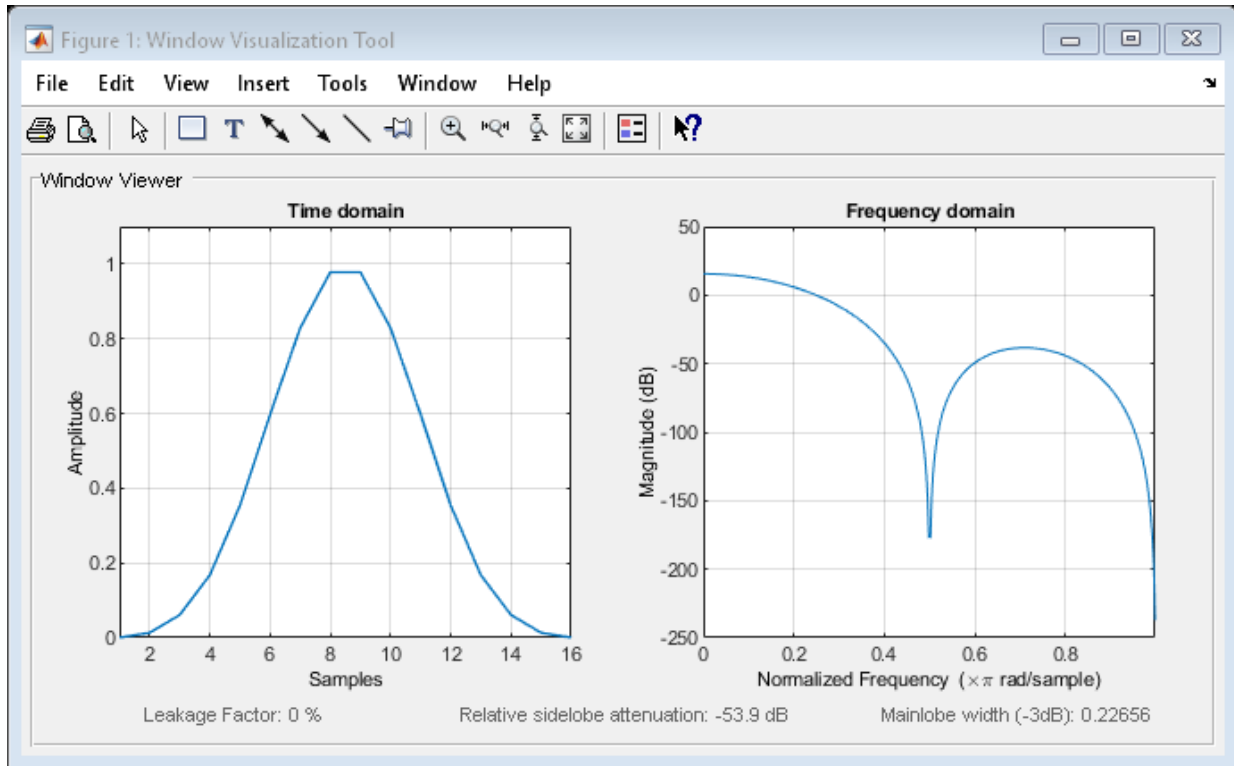 Figure 1: Window Visualization Tool
File Edit View Insert Tools Window Help
T
?
Window Viewer
Time domain
1
0.8
0.6
0.4
0.2
0
Amplitude
2 4 6 8 10 12 14 16
Samples
Frequency domain
50
0
-50
-100
-150
-200
-250
Magnitude (dB)
0 0.2 0.4 0.6 0.8
Normalized Frequency (×π rad/sample)
Leakage Factor: 0 % Relative sidelobe attenuation: -53.9 dB Mainlobe width (-3dB): 0.22656